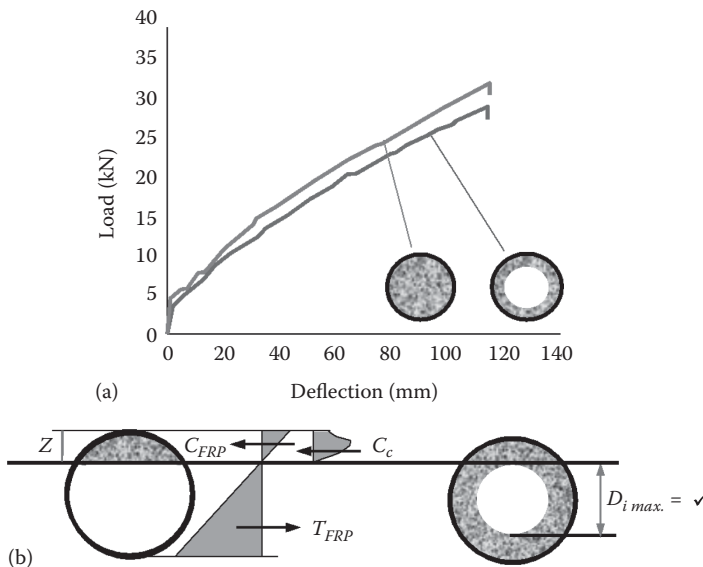 40
35
30
25
20
15
10
5
0
Load (kN)
0 20 40 60 80 100 120 140
(a) Deflection (mm)
Z C_FRP C_c
T_FRP
D_i max. = ✓
(b)